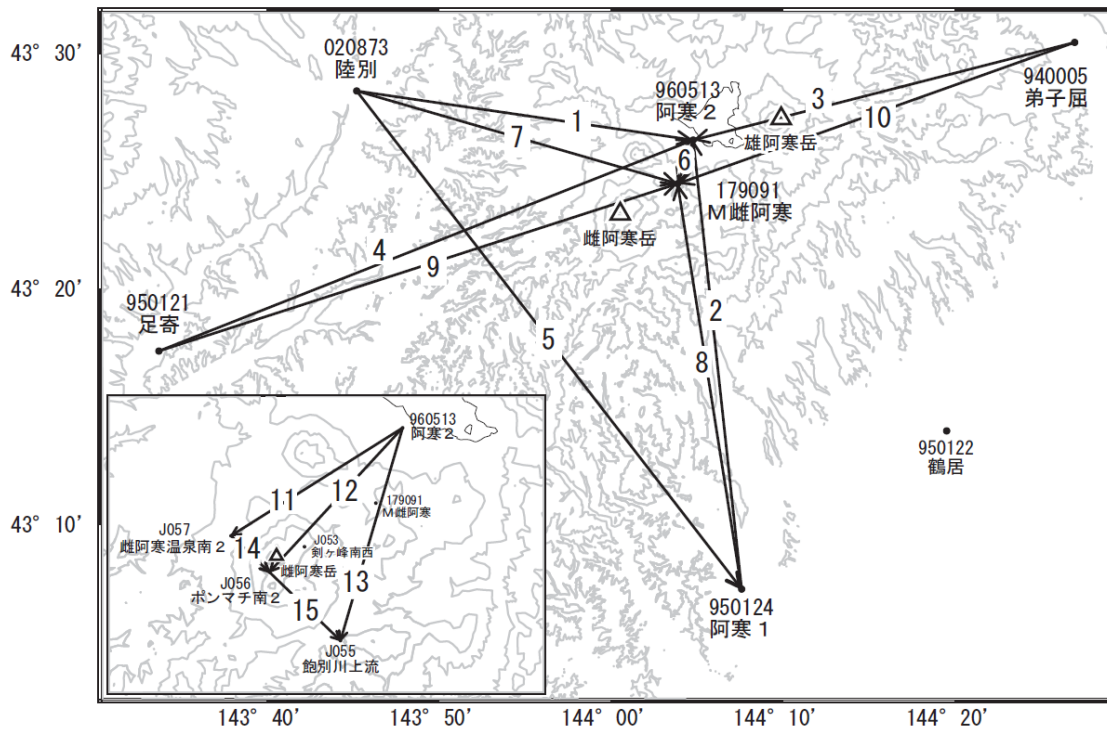 43° 30’
43° 20’
43° 10’
143° 40’
143° 50’
144° 00’
144° 10’
144° 20’
020873
陸別
960513
阿寒２
940005
弟子屈
雄阿寒岳
179091
Ｍ雌阿寒
雌阿寒岳
950121
足寄
950122
鶴居
950124
阿寒１
1
7
3
10
6
4
9
2
5
8
960513
阿寒２
11
12
179091
Ｍ雌阿寒
J057
雌阿寒温泉南２
14
J053
剣ヶ峰南西
雌阿寒岳
13
J056
ポンマチ南２
15
J055
飽別川上流